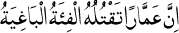 إِنَّ عَمَّارًا تَقْتُلُهُ الْفِئَةُ الْبَاغِيَةُ